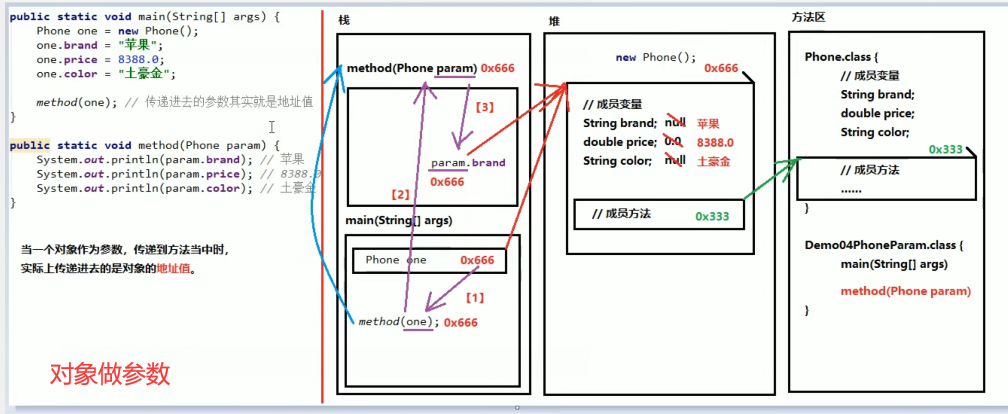 public static void main(String[] args) {
Phone one = new Phone();
one.brand = "苹果";
one.price = 8388.0;
one.color = "土豪金";
method(one); // 传递进去的参数其实就是地址值
}
public static void method(Phone param) {
System.out.println(param.brand); // 苹果
System.out.println(param.price); // 8388.0
System.out.println(param.color); // 土豪金
}
当一个对象作为参数，传递到方法当中时，
实际上传递进去的是对象的地址值。
对象做参数
栈
method(Phone param) 0x666
【3】
param.brand
0x666
【2】
main(String[] args)
Phone one 0x666
【1】
method(one); 0x666
堆
new Phone();
0x666
// 成员变量
String brand; null 苹果
double price; 0.0 8388.0
String color; null 土豪金
// 成员方法 0x333
方法区
Phone.class {
// 成员变量
String brand;
double price;
String color;
0x333
// 成员方法
......
}
Demo04PhoneParam.class {
main(String[] args)
method(Phone param)
}